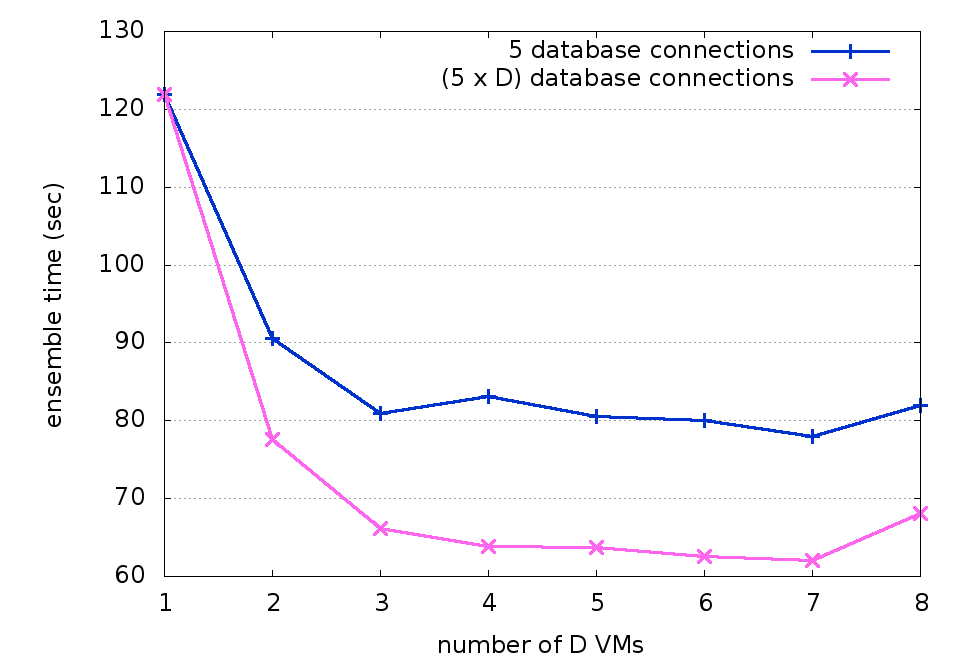 130
120
110
100
90
80
70
60
ensemble time (sec)
5 database connections
(5 x D) database connections
1 2 3 4 5 6 7 8
number of D VMs